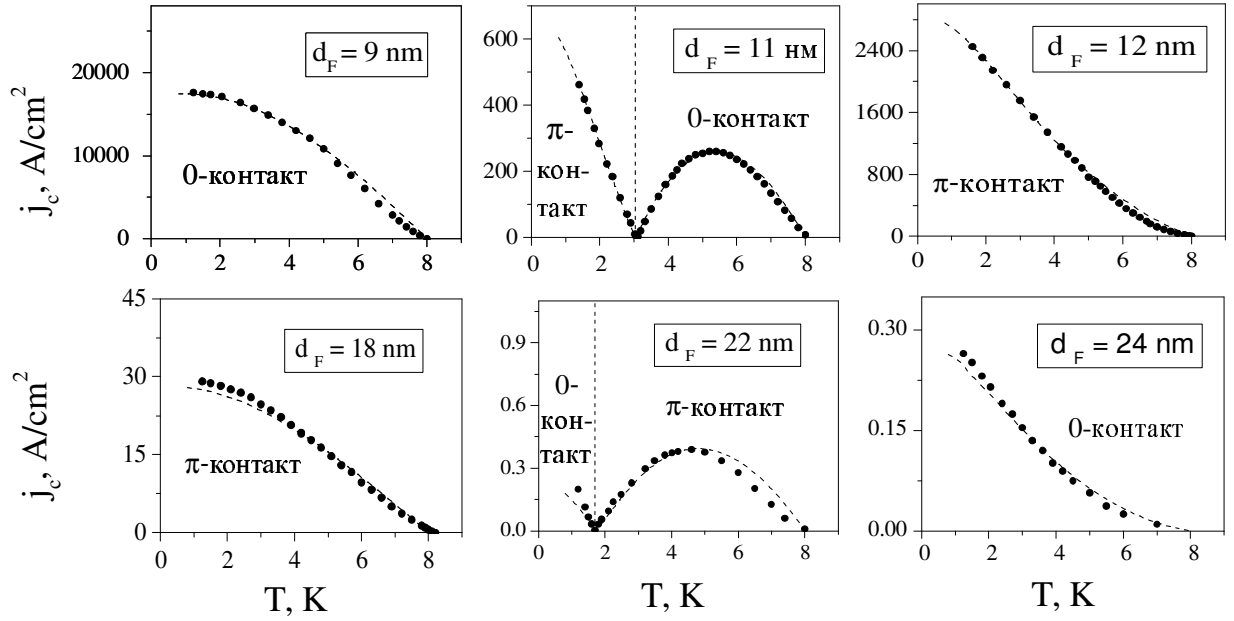 j_c, A/cm²
20000
10000
0
d_F = 9 nm
0-контакт
0 2 4 6 8
600
400
200
0
d_F = 11 нм
π-
кон-
такт
0-контакт
0 2 4 6 8
2400
1600
800
0
d_F = 12 nm
π-контакт
0 2 4 6 8
j_c, A/cm²
45
30
15
0
d_F = 18 nm
π-контакт
0 2 4 6 8
T, K
0.9
0.6
0.3
0.0
d_F = 22 nm
0-
кон-
такт
π-контакт
0 2 4 6 8
T, K
0.30
0.15
0.00
d_F = 24 nm
0-контакт
0 2 4 6 8
T, K